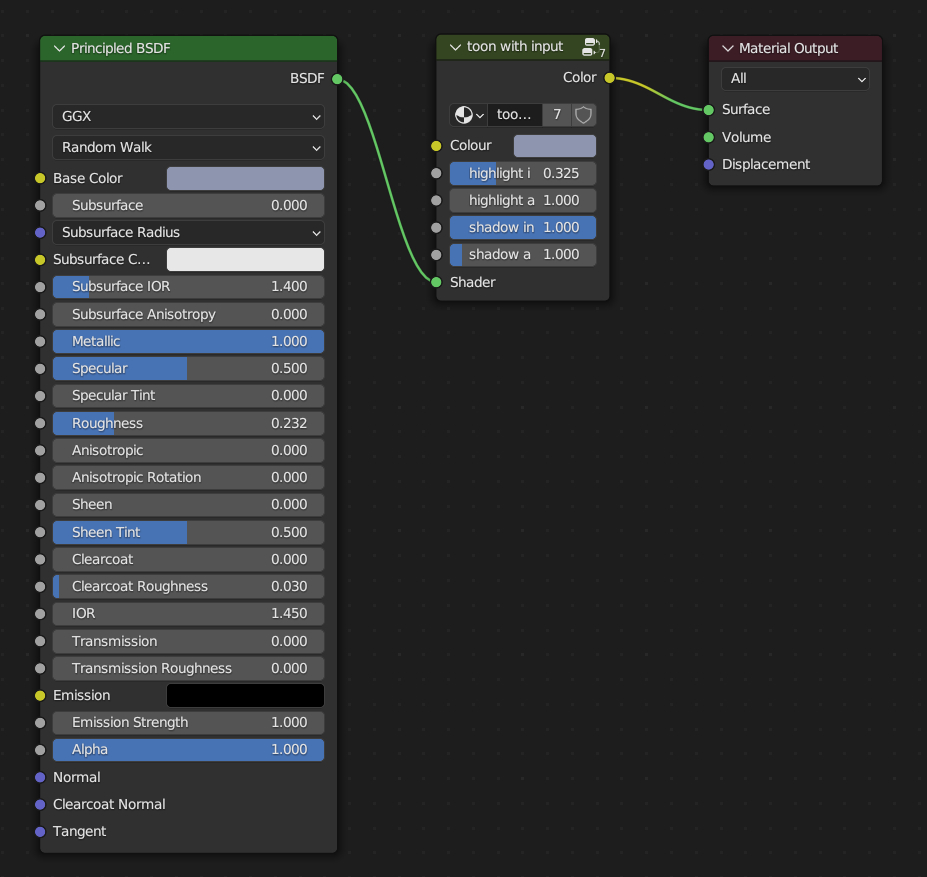 Principled BSDF
BSDF
GGX
Random Walk
Base Color
Subsurface 0.000
Subsurface Radius
Subsurface C...
Subsurface IOR 1.400
Subsurface Anisotropy 0.000
Metallic 1.000
Specular 0.500
Specular Tint 0.000
Roughness 0.232
Anisotropic 0.000
Anisotropic Rotation 0.000
Sheen 0.000
Sheen Tint 0.500
Clearcoat 0.000
Clearcoat Roughness 0.030
IOR 1.450
Transmission 0.000
Transmission Roughness 0.000
Emission
Emission Strength 1.000
Alpha 1.000
Normal
Clearcoat Normal
Tangent
toon with input 7
Color
too... 7
Colour
highlight i 0.325
highlight a 1.000
shadow in 1.000
shadow a 1.000
Shader
Material Output
All
Surface
Volume
Displacement